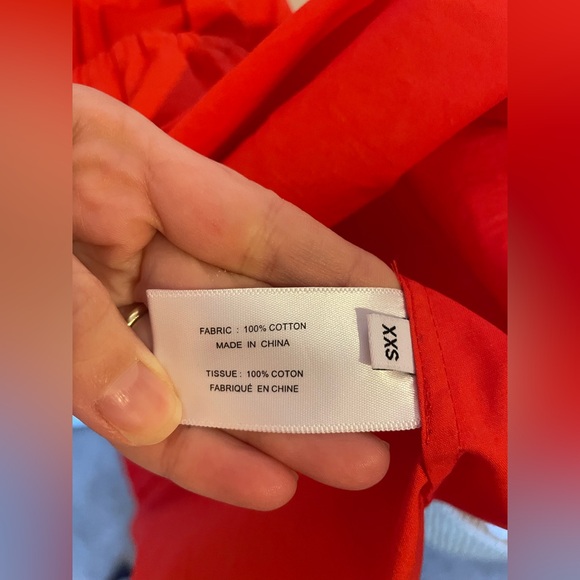 FABRIC : 100% COTTON
MADE IN CHINA
TISSUE : 100% COTON
FABRIQUÉ EN CHINE
XXS